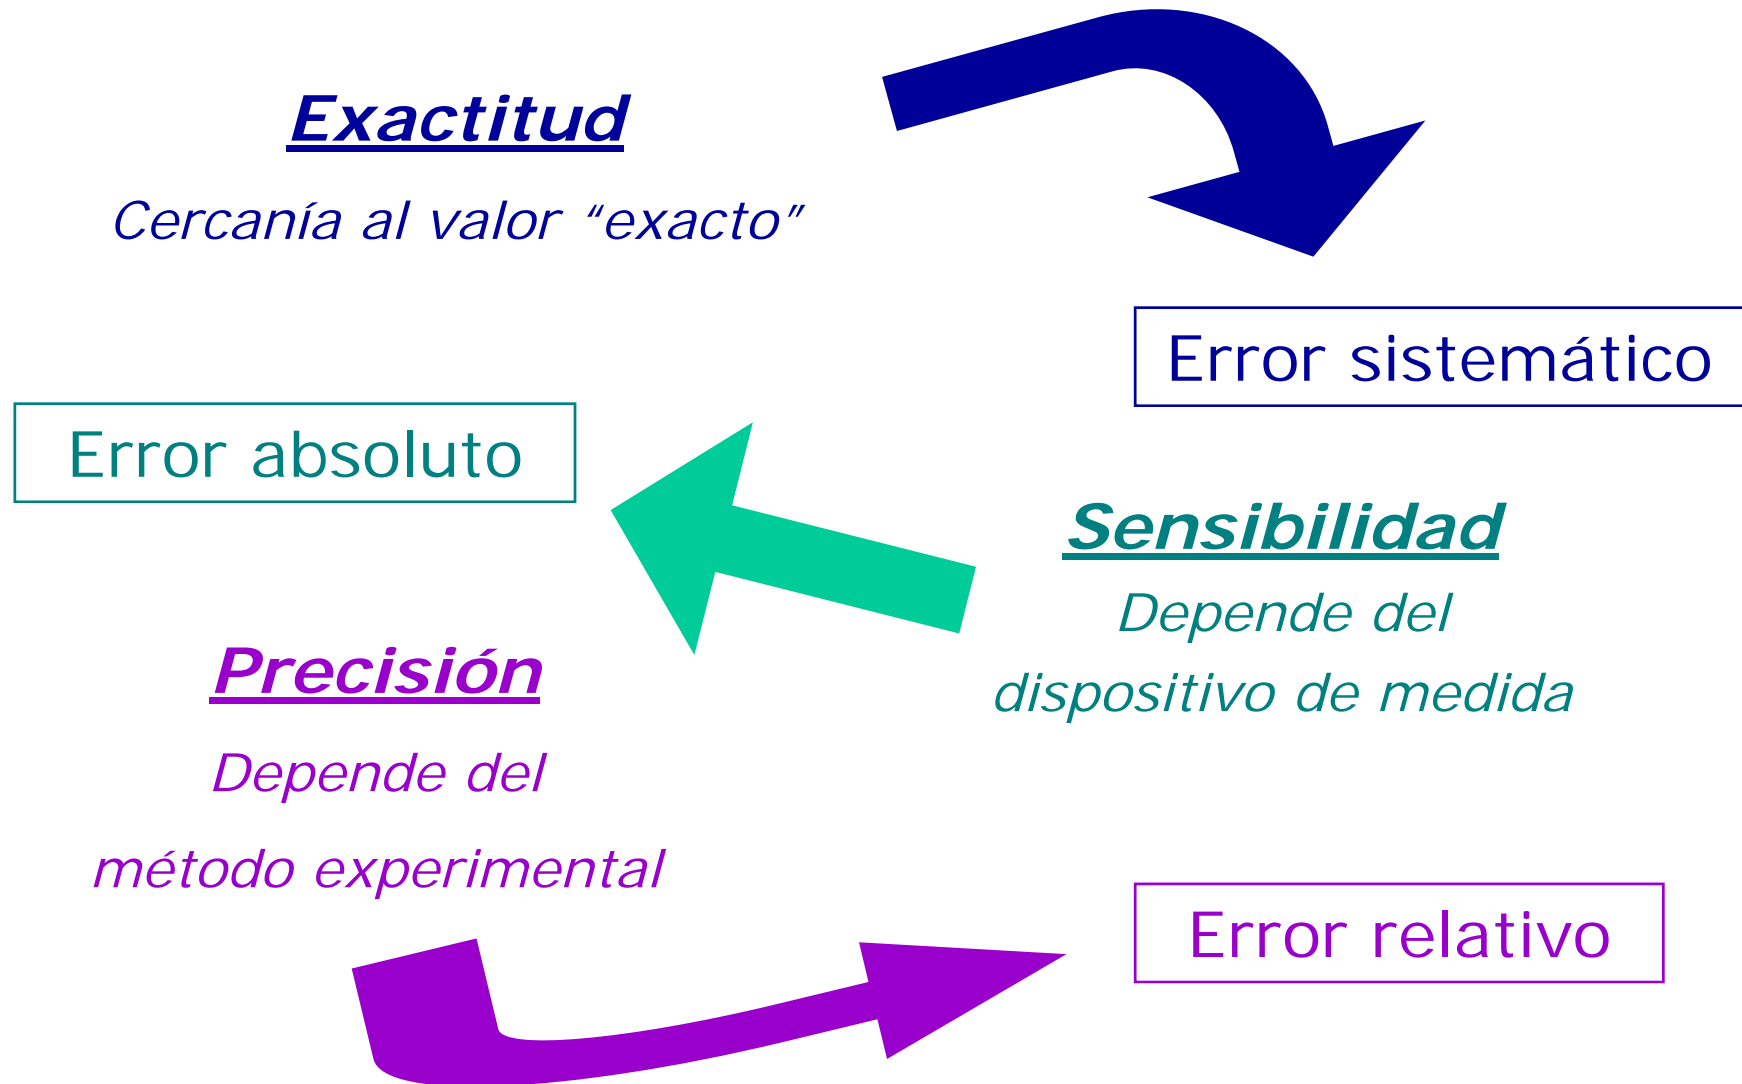 Exactitud
Cercanía al valor “exacto”
Error sistemático
Error absoluto
Sensibilidad
Depende del
dispositivo de medida
Precisión
Depende del
método experimental
Error relativo